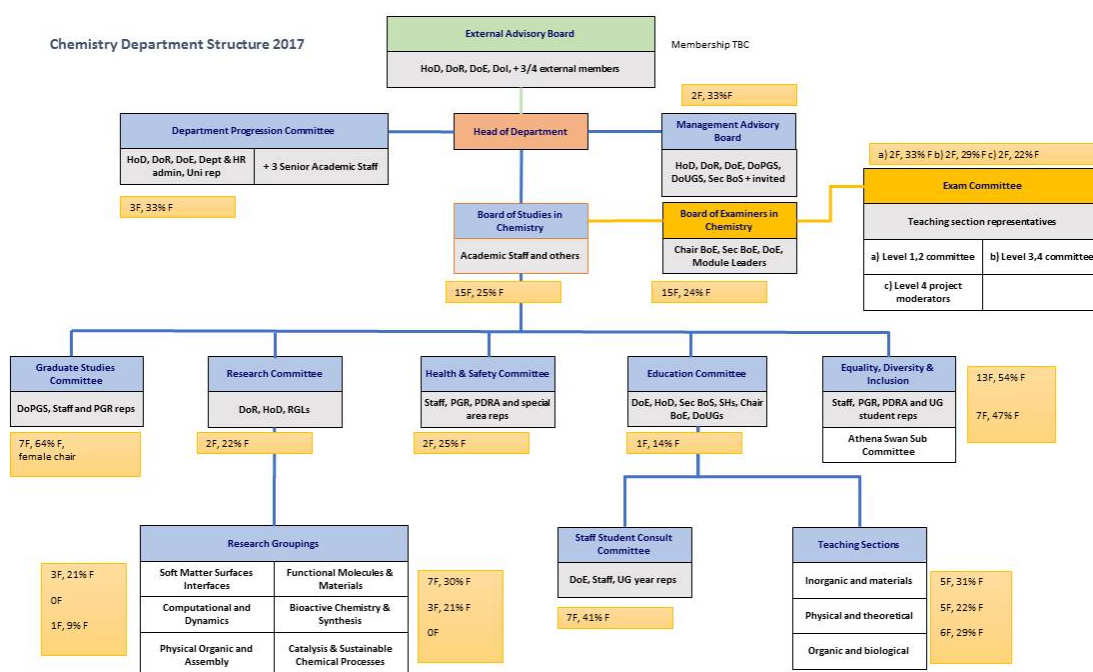 Chemistry Department Structure 2017
External Advisory Board
HoD, DoR, DoE, DoI, + 3/4 external members
Membership TBC
2F, 33%F
Department Progression Committee
HoD, DoR, DoE, Dept & HR
admin, Uni rep
+ 3 Senior Academic Staff
3F, 33% F
Head of Department
Management Advisory
Board
HoD, DoR, DoE, DoPGS,
DoUGS, Sec BoS + invited
a) 2F, 33% F b) 2F, 29% F c) 2F, 22% F
Exam Committee
Teaching section representatives
a) Level 1,2 committee
b) Level 3,4 committee
c) Level 4 project
moderators
Board of Studies in
Chemistry
Academic Staff and others
15F, 25% F
Board of Examiners in
Chemistry
Chair BoE, Sec BoE, DoE,
Module Leaders
15F, 24% F
Graduate Studies
Committee
DoPGS, Staff and PGR reps
7F, 64% F,
female chair
Research Committee
DoR, HoD, RGLs
2F, 22% F
Health & Safety Committee
Staff, PGR, PDRA and special
area reps
2F, 25% F
Education Committee
DoE, HoD, Sec BoS, SHs, Chair
BoE, DoUGs
1F, 14% F
Equality, Diversity &
Inclusion
Staff, PGR, PDRA and UG
student reps
Athena Swan Sub
Committee
13F, 54% F
7F, 47% F
Research Groupings
Soft Matter Surfaces
Interfaces
Functional Molecules &
Materials
Computational and
Dynamics
Bioactive Chemistry &
Synthesis
Physical Organic and
Assembly
Catalysis & Sustainable
Chemical Processes
3F, 21% F
0F
1F, 9% F
7F, 30% F
3F, 21% F
0F
Staff Student Consult
Committee
DoE, Staff, UG year reps
7F, 41% F
Teaching Sections
Inorganic and materials
Physical and theoretical
Organic and biological
5F, 31% F
5F, 22% F
6F, 29% F